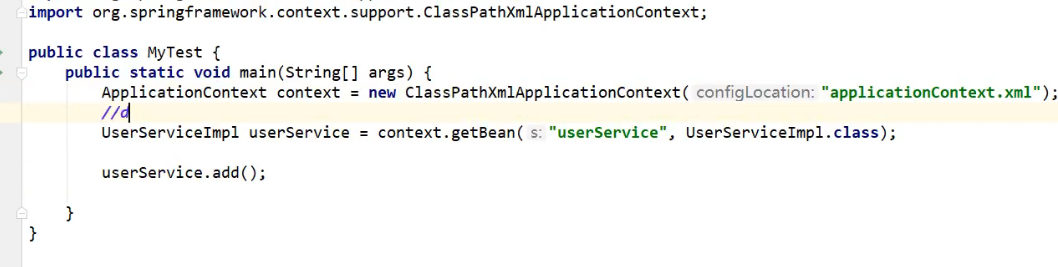 import org.springframework.context.support.ClassPathXmlApplicationContext;
public class MyTest {
public static void main(String[] args) {
ApplicationContext context = new ClassPathXmlApplicationContext( configLocation: "applicationContext.xml");
//d
UserServiceImpl userService = context.getBean( s: "userService", UserServiceImpl.class);
userService.add();
}
}